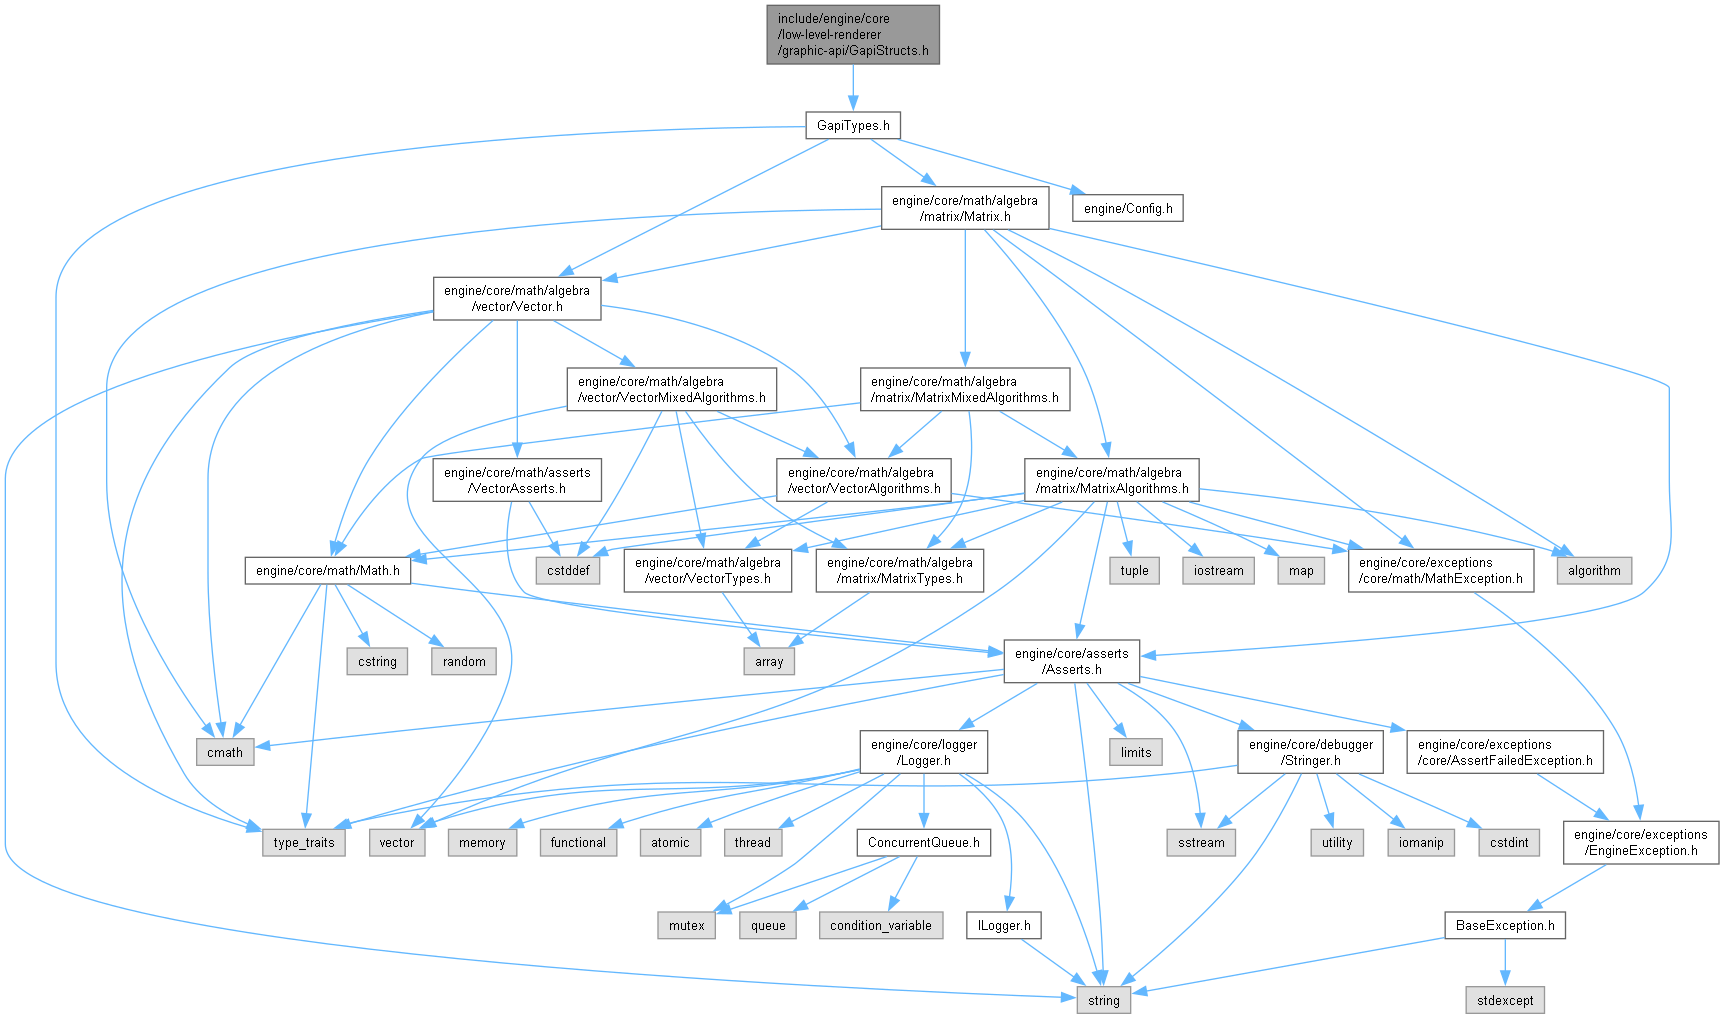 include/engine/core
/low-level-renderer
/graphic-api/GapiStructs.h
GapiTypes.h
engine/core/math/algebra
/matrix/Matrix.h
engine/Config.h
engine/core/math/algebra
/vector/Vector.h
engine/core/math/algebra
/vector/VectorMixedAlgorithms.h
engine/core/math/algebra
/matrix/MatrixMixedAlgorithms.h
engine/core/math/asserts
/VectorAsserts.h
engine/core/math/algebra
/vector/VectorAlgorithms.h
engine/core/math/algebra
/matrix/MatrixAlgorithms.h
engine/core/math/Math.h
cstddef
engine/core/math/algebra
/vector/VectorTypes.h
engine/core/math/algebra
/matrix/MatrixTypes.h
tuple
iostream
map
engine/core/exceptions
/core/math/MathException.h
algorithm
cstring
random
array
engine/core/asserts
/Asserts.h
cmath
engine/core/logger
/Logger.h
limits
engine/core/debugger
/Stringer.h
engine/core/exceptions
/core/AssertFailedException.h
type_traits
vector
memory
functional
atomic
thread
ConcurrentQueue.h
sstream
utility
iomanip
cstdint
engine/core/exceptions
/EngineException.h
mutex
queue
condition_variable
ILogger.h
BaseException.h
string
stdexcept